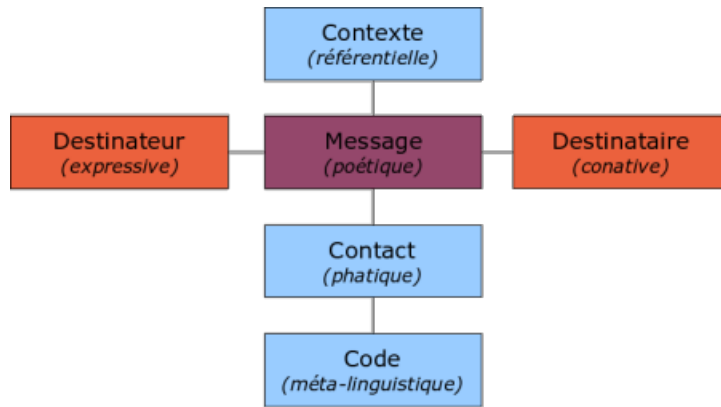 Contexte
(référentielle)
Destinateur
(expressive)
Message
(poétique)
Destinataire
(conative)
Contact
(phatique)
Code
(méta-linguistique)